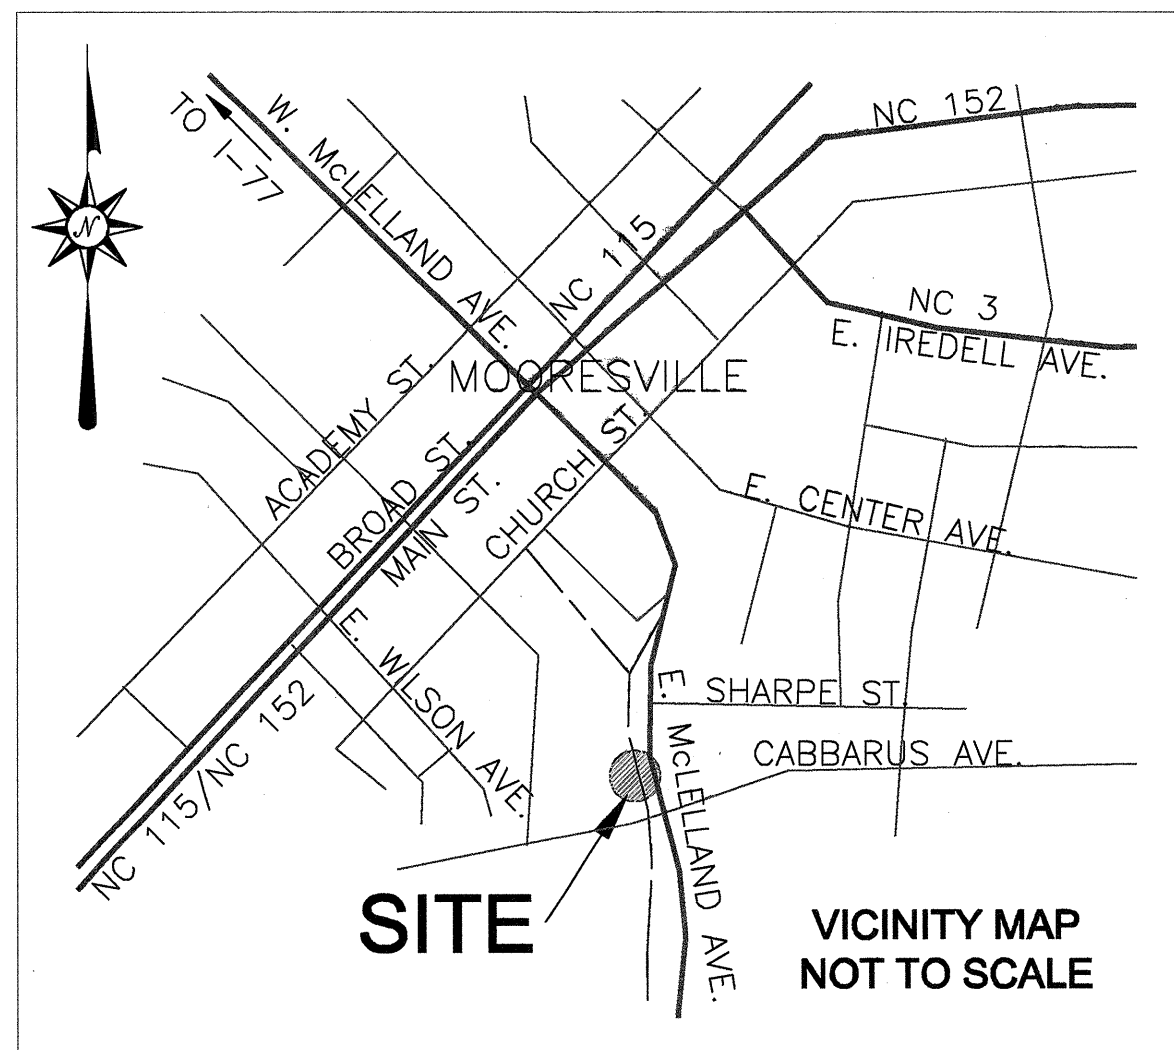 NC 152
W. McLELLAND AVE.
TO I-77
N
NC 115
NC 3
E. IREDELL AVE.
MOORESVILLE
ACADEMY ST.
BROAD ST.
MAIN ST.
CHURCH ST.
E. CENTER AVE.
E. WILSON AVE.
E. SHARPE ST.
NC 115/NC 152
CABBARUS AVE.
McLELLAND AVE.
SITE
VICINITY MAP
NOT TO SCALE